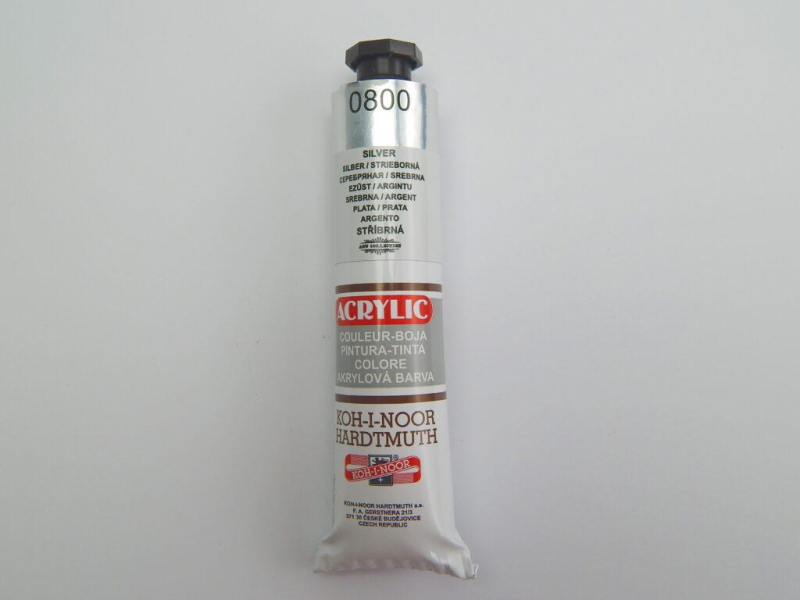 0800
SILVER
SILBER / STRIEBORNÁ
СЕРЕБРЯНАЯ / SREBRNA
EZÜST / ARGINTU
SREBRNA / ARGENT
PLATA / PRATA
ARGENTO
STŘÍBRNÁ
ACRYLIC
COULEUR-BOJA
PINTURA-TINTA
COLORE
AKRYLOVÁ BARVA
KOH-I-NOOR
HARDTMUTH
®
KOH-I-NOOR
KOH-I-NOOR HARDTMUTH a.s.
F. A. GERSTNERA 21/3
371 30 ČESKÉ BUDĚJOVICE
CZECH REPUBLIC